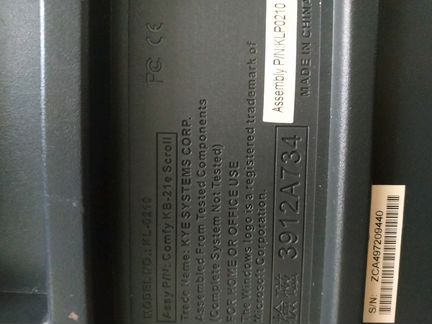 MODEL NO.: KL-0210
Assy P/N: Comfy KB-21e Scroll
Trade Name: KYE SYSTEMS CORP.
Assembled From Tested Components
(Complete System Not Tested)
FOR HOME OR OFFICE USE
The Windows logo is a registered trademark of
Microsoft Corporation.
3912A734
FC CE
Assembly P/N:KLP0210
MADE IN CHINA
S/N: ZCA497209440